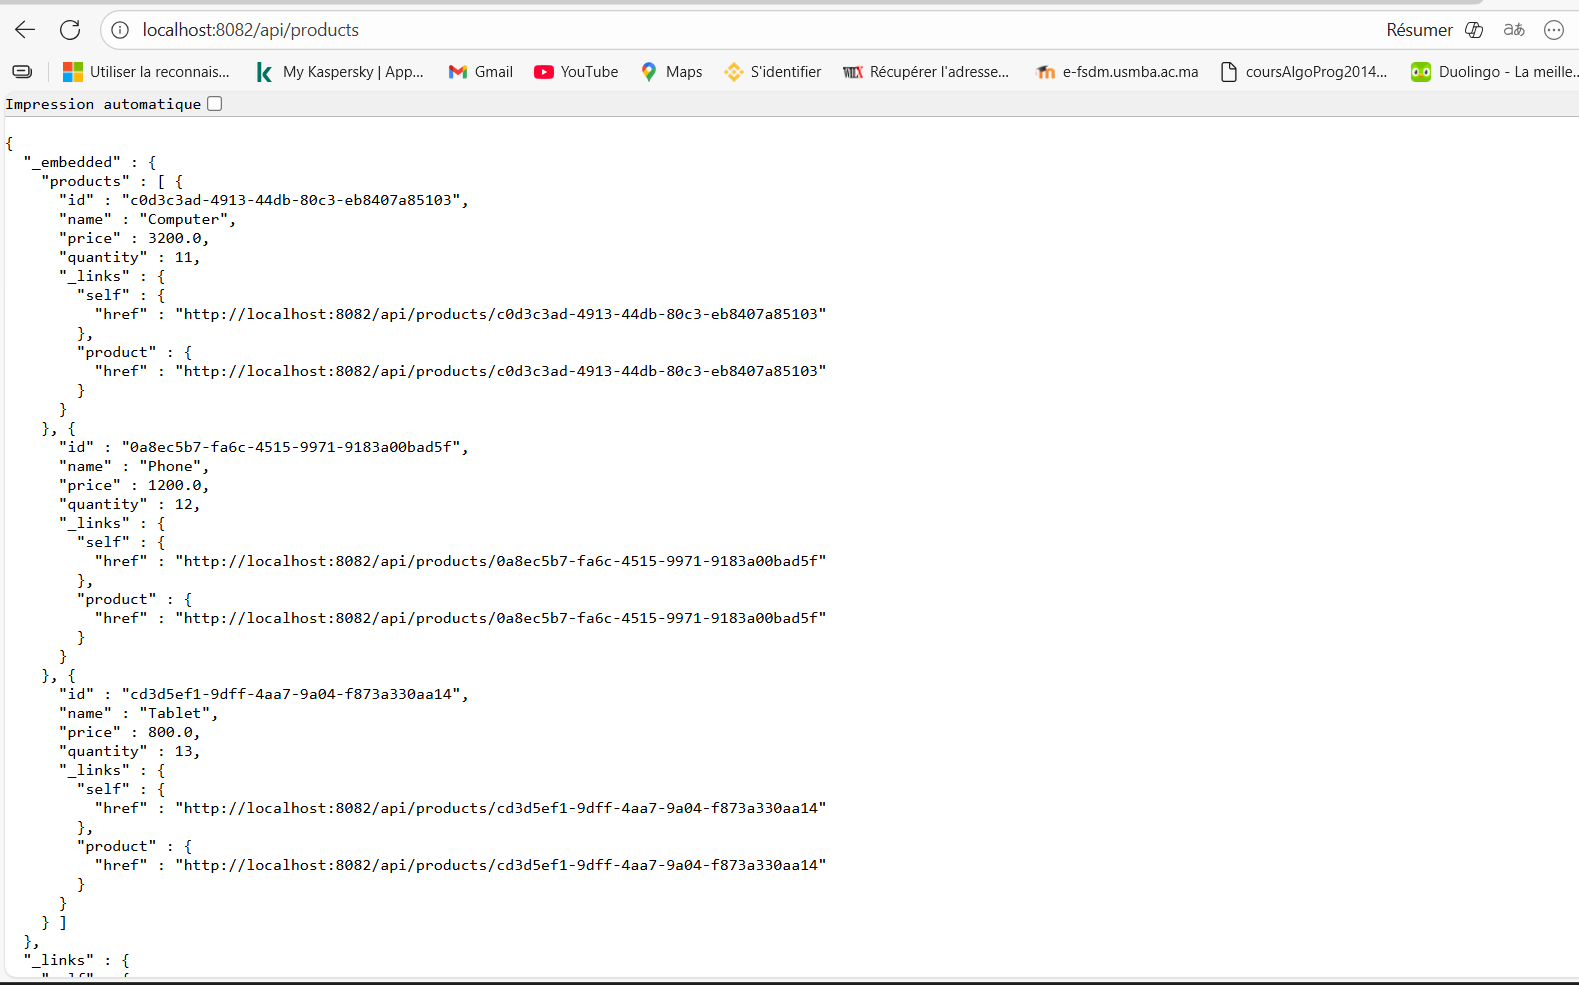 localhost:8082/api/products
Résumer
Utiliser la reconnais... My Kaspersky | App... Gmail YouTube Maps S'identifier Récupérer l'adresse... e-fsdm.usmba.ac.ma coursAlgoProg2014... Duolingo - La meille...
Impression automatique
{
  "_embedded" : {
    "products" : [ {
      "id" : "c0d3c3ad-4913-44db-80c3-eb8407a85103",
      "name" : "Computer",
      "price" : 3200.0,
      "quantity" : 11,
      "_links" : {
        "self" : {
          "href" : "http://localhost:8082/api/products/c0d3c3ad-4913-44db-80c3-eb8407a85103"
        },
        "product" : {
          "href" : "http://localhost:8082/api/products/c0d3c3ad-4913-44db-80c3-eb8407a85103"
        }
      }
    }, {
      "id" : "0a8ec5b7-fa6c-4515-9971-9183a00bad5f",
      "name" : "Phone",
      "price" : 1200.0,
      "quantity" : 12,
      "_links" : {
        "self" : {
          "href" : "http://localhost:8082/api/products/0a8ec5b7-fa6c-4515-9971-9183a00bad5f"
        },
        "product" : {
          "href" : "http://localhost:8082/api/products/0a8ec5b7-fa6c-4515-9971-9183a00bad5f"
        }
      }
    }, {
      "id" : "cd3d5ef1-9dff-4aa7-9a04-f873a330aa14",
      "name" : "Tablet",
      "price" : 800.0,
      "quantity" : 13,
      "_links" : {
        "self" : {
          "href" : "http://localhost:8082/api/products/cd3d5ef1-9dff-4aa7-9a04-f873a330aa14"
        },
        "product" : {
          "href" : "http://localhost:8082/api/products/cd3d5ef1-9dff-4aa7-9a04-f873a330aa14"
        }
      }
    } ]
  },
  "_links" : {